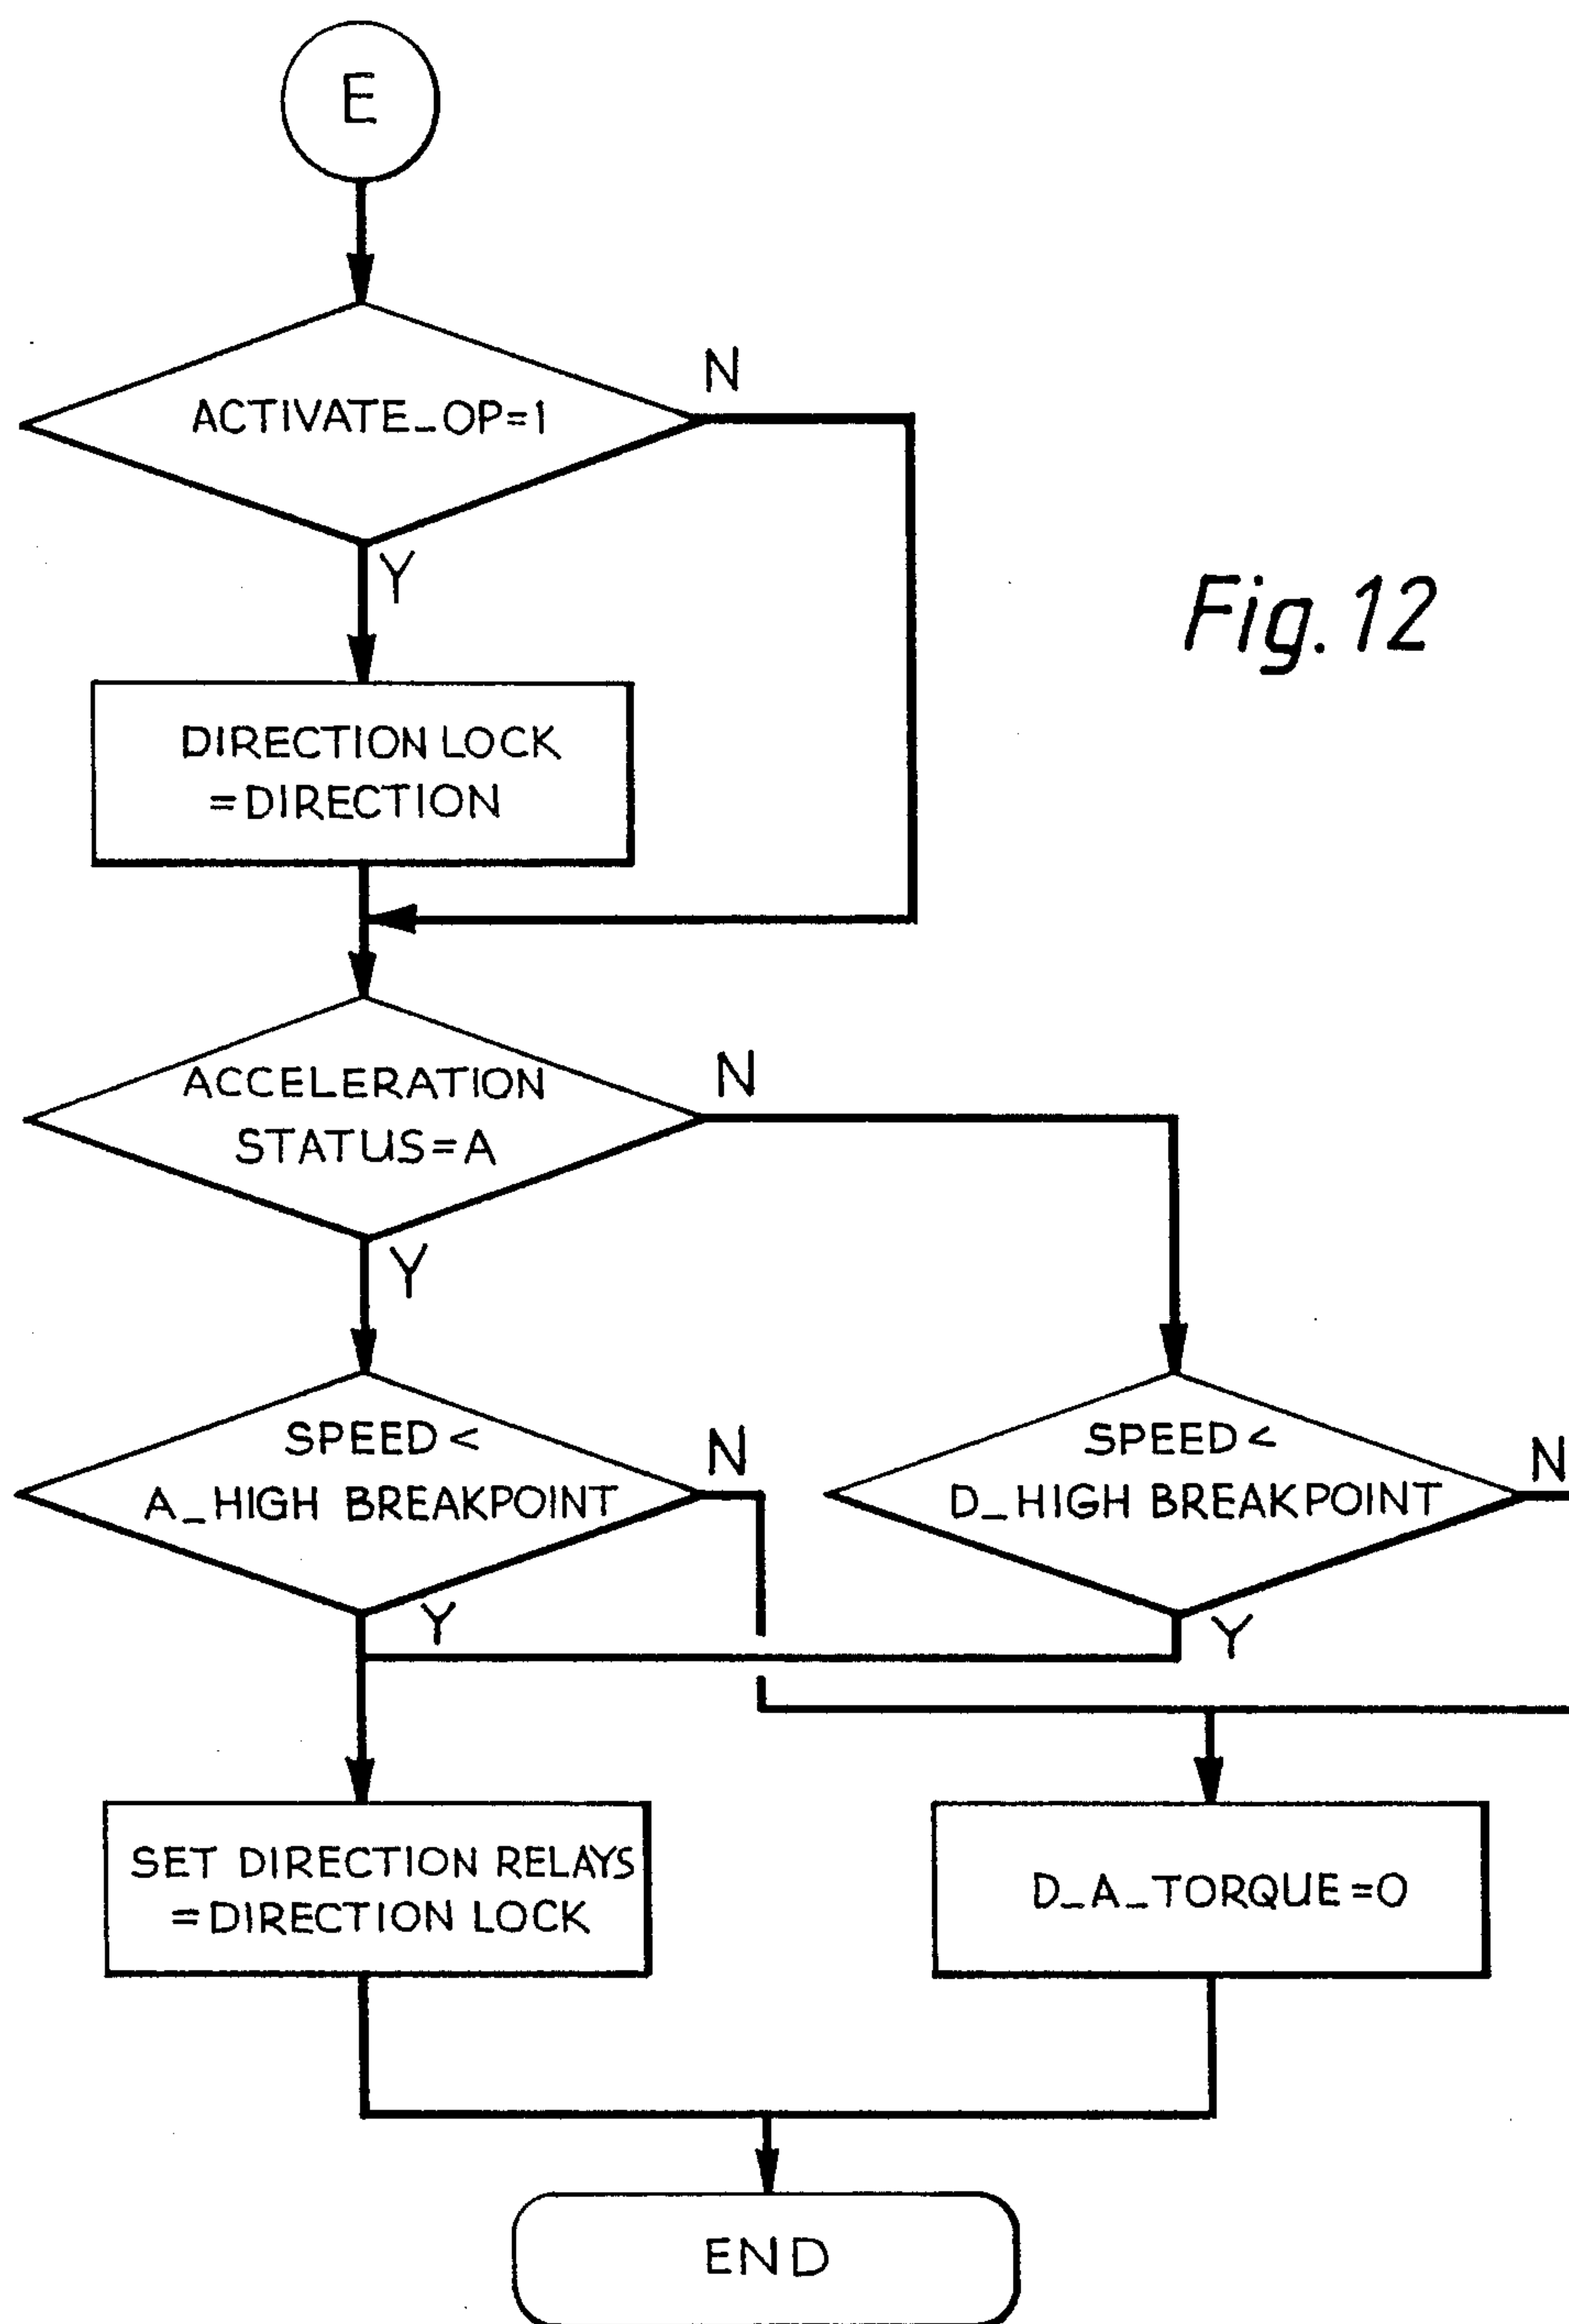 E
ACTIVATE_OP=1
N
Y
Fig. 12
DIRECTION LOCK
=DIRECTION
ACCELERATION
STATUS=A
N
Y
SPEED <
A_HIGH BREAKPOINT
N
Y
SPEED <
D_HIGH BREAKPOINT
N
Y
SET DIRECTION RELAYS
=DIRECTION LOCK
D_A_TORQUE=0
END